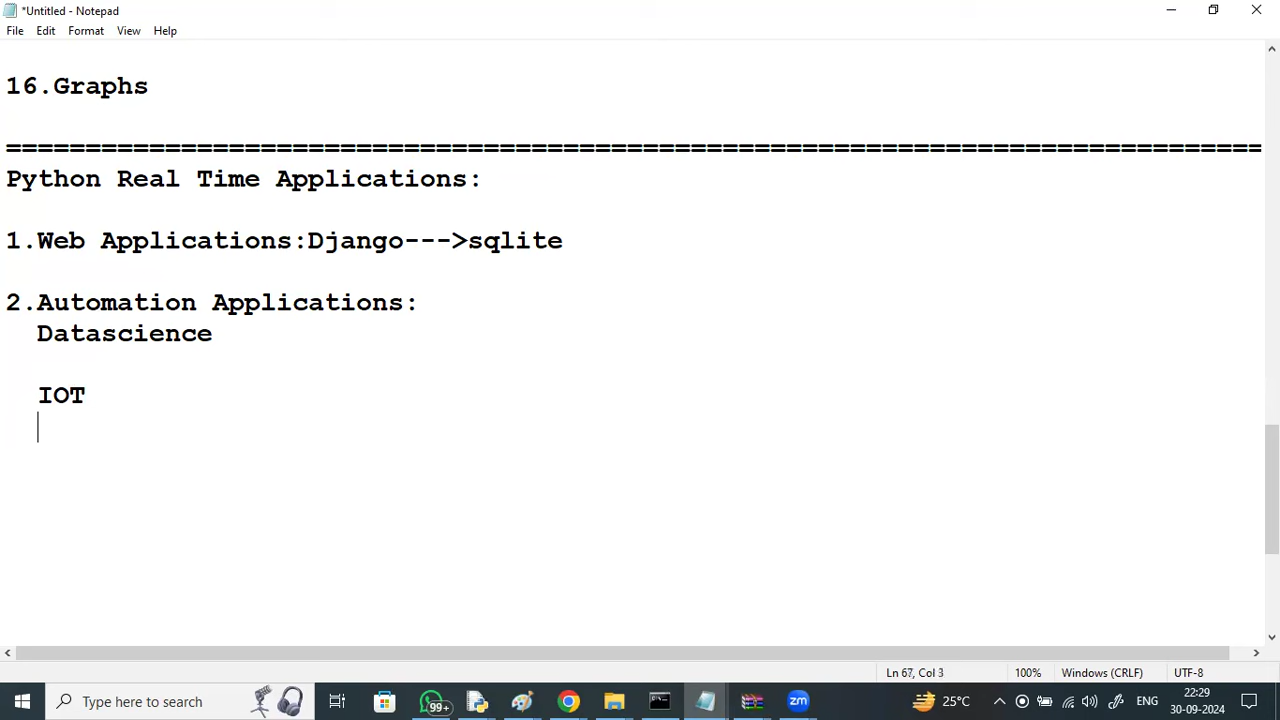 *Untitled - Notepad
File Edit Format View Help
16.Graphs
================================================================================
Python Real Time Applications:
1.Web Applications:Django--->sqlite
2.Automation Applications:
Datascience
IOT
Ln 67, Col 3 100% Windows (CRLF) UTF-8
Type here to search 99+ zm 25°C ENG 22:29
30-09-2024